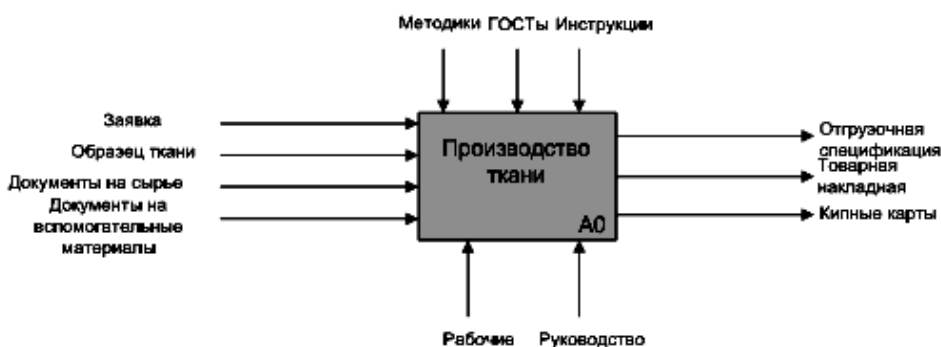 Методики ГОСТы Инструкции
Заявка
Образец ткани
Документы на сырье
Документы на
вспомогательные
материалы
Производство
ткани
A0
Отгрузочная
спецификация
Товарная
накладная
Кипные карты
Рабочие Руководство